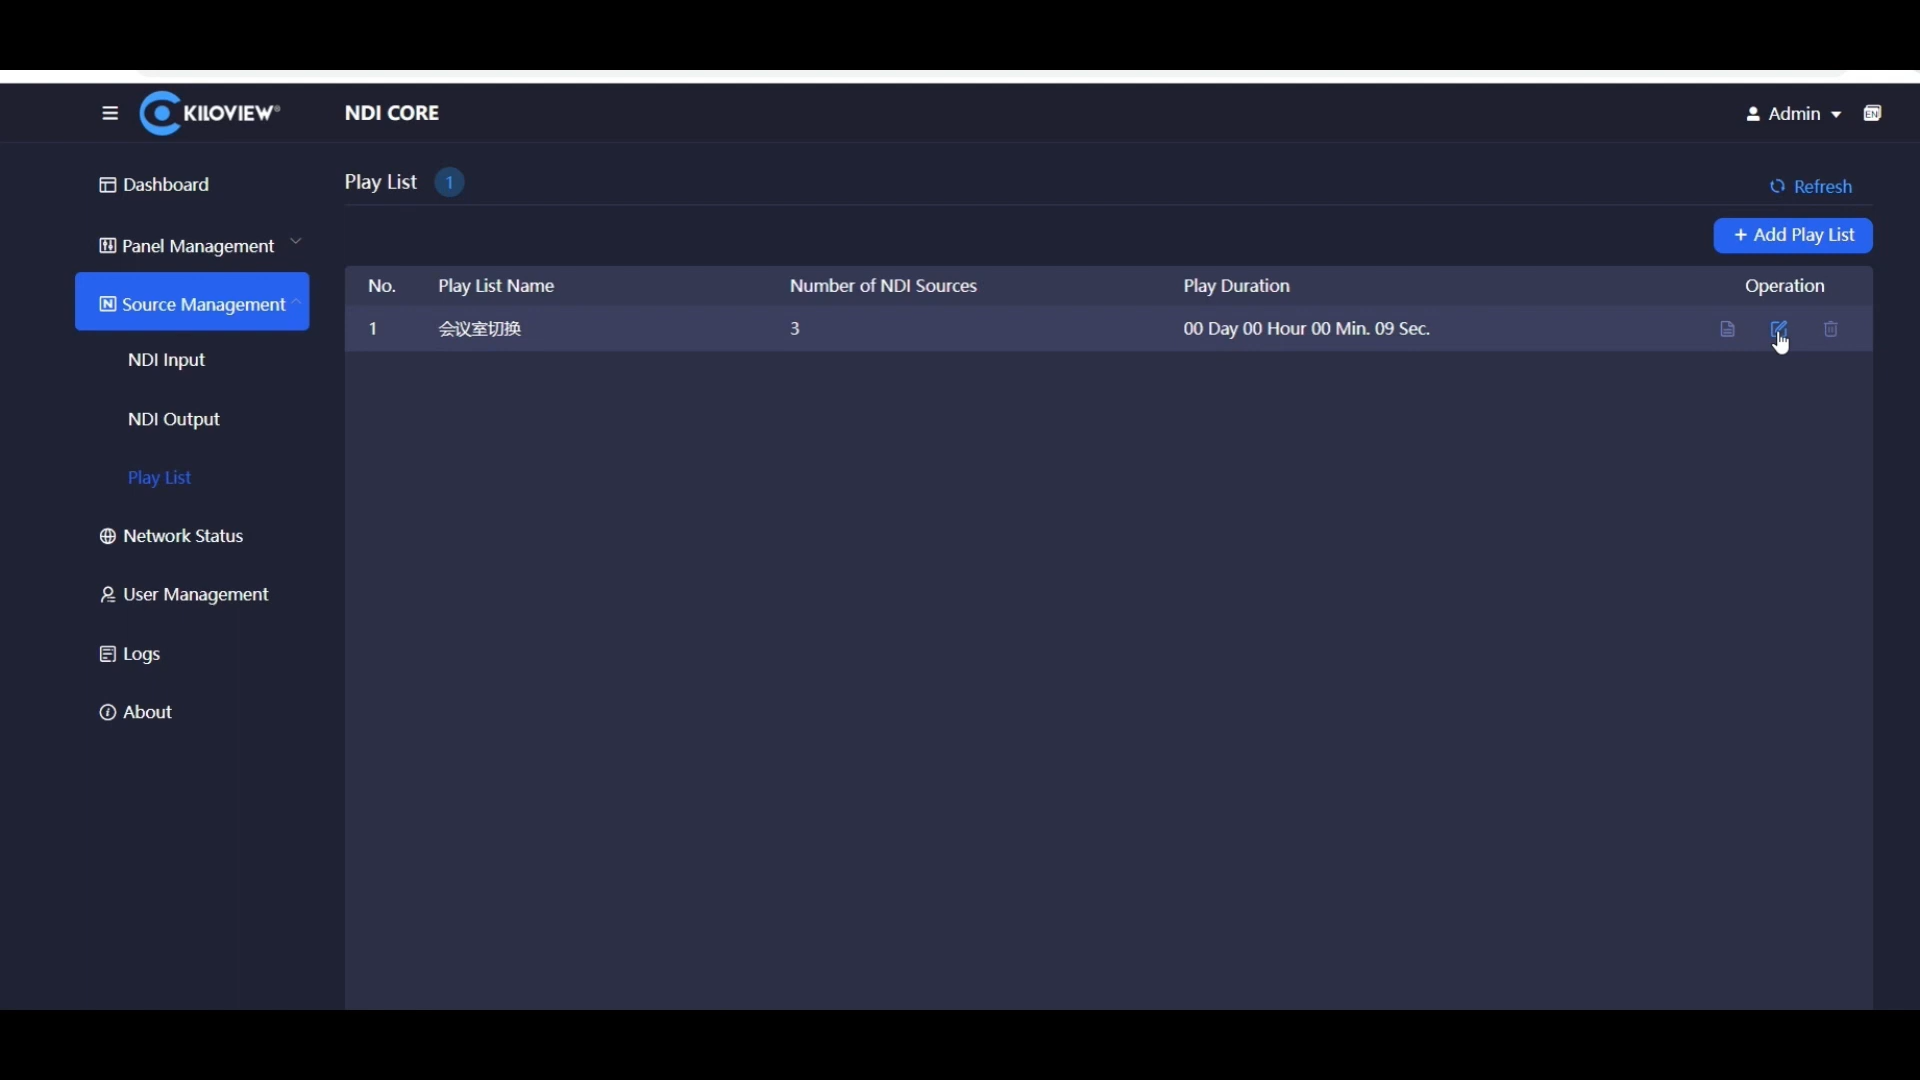 KILOVIEW®
NDI CORE
Admin
EN
Dashboard
Panel Management
Source Management
NDI Input
NDI Output
Play List
Network Status
User Management
Logs
About
Play List 1
Refresh
+ Add Play List
No. Play List Name Number of NDI Sources Play Duration Operation
1 会议室切换 3 00 Day 00 Hour 00 Min. 09 Sec.